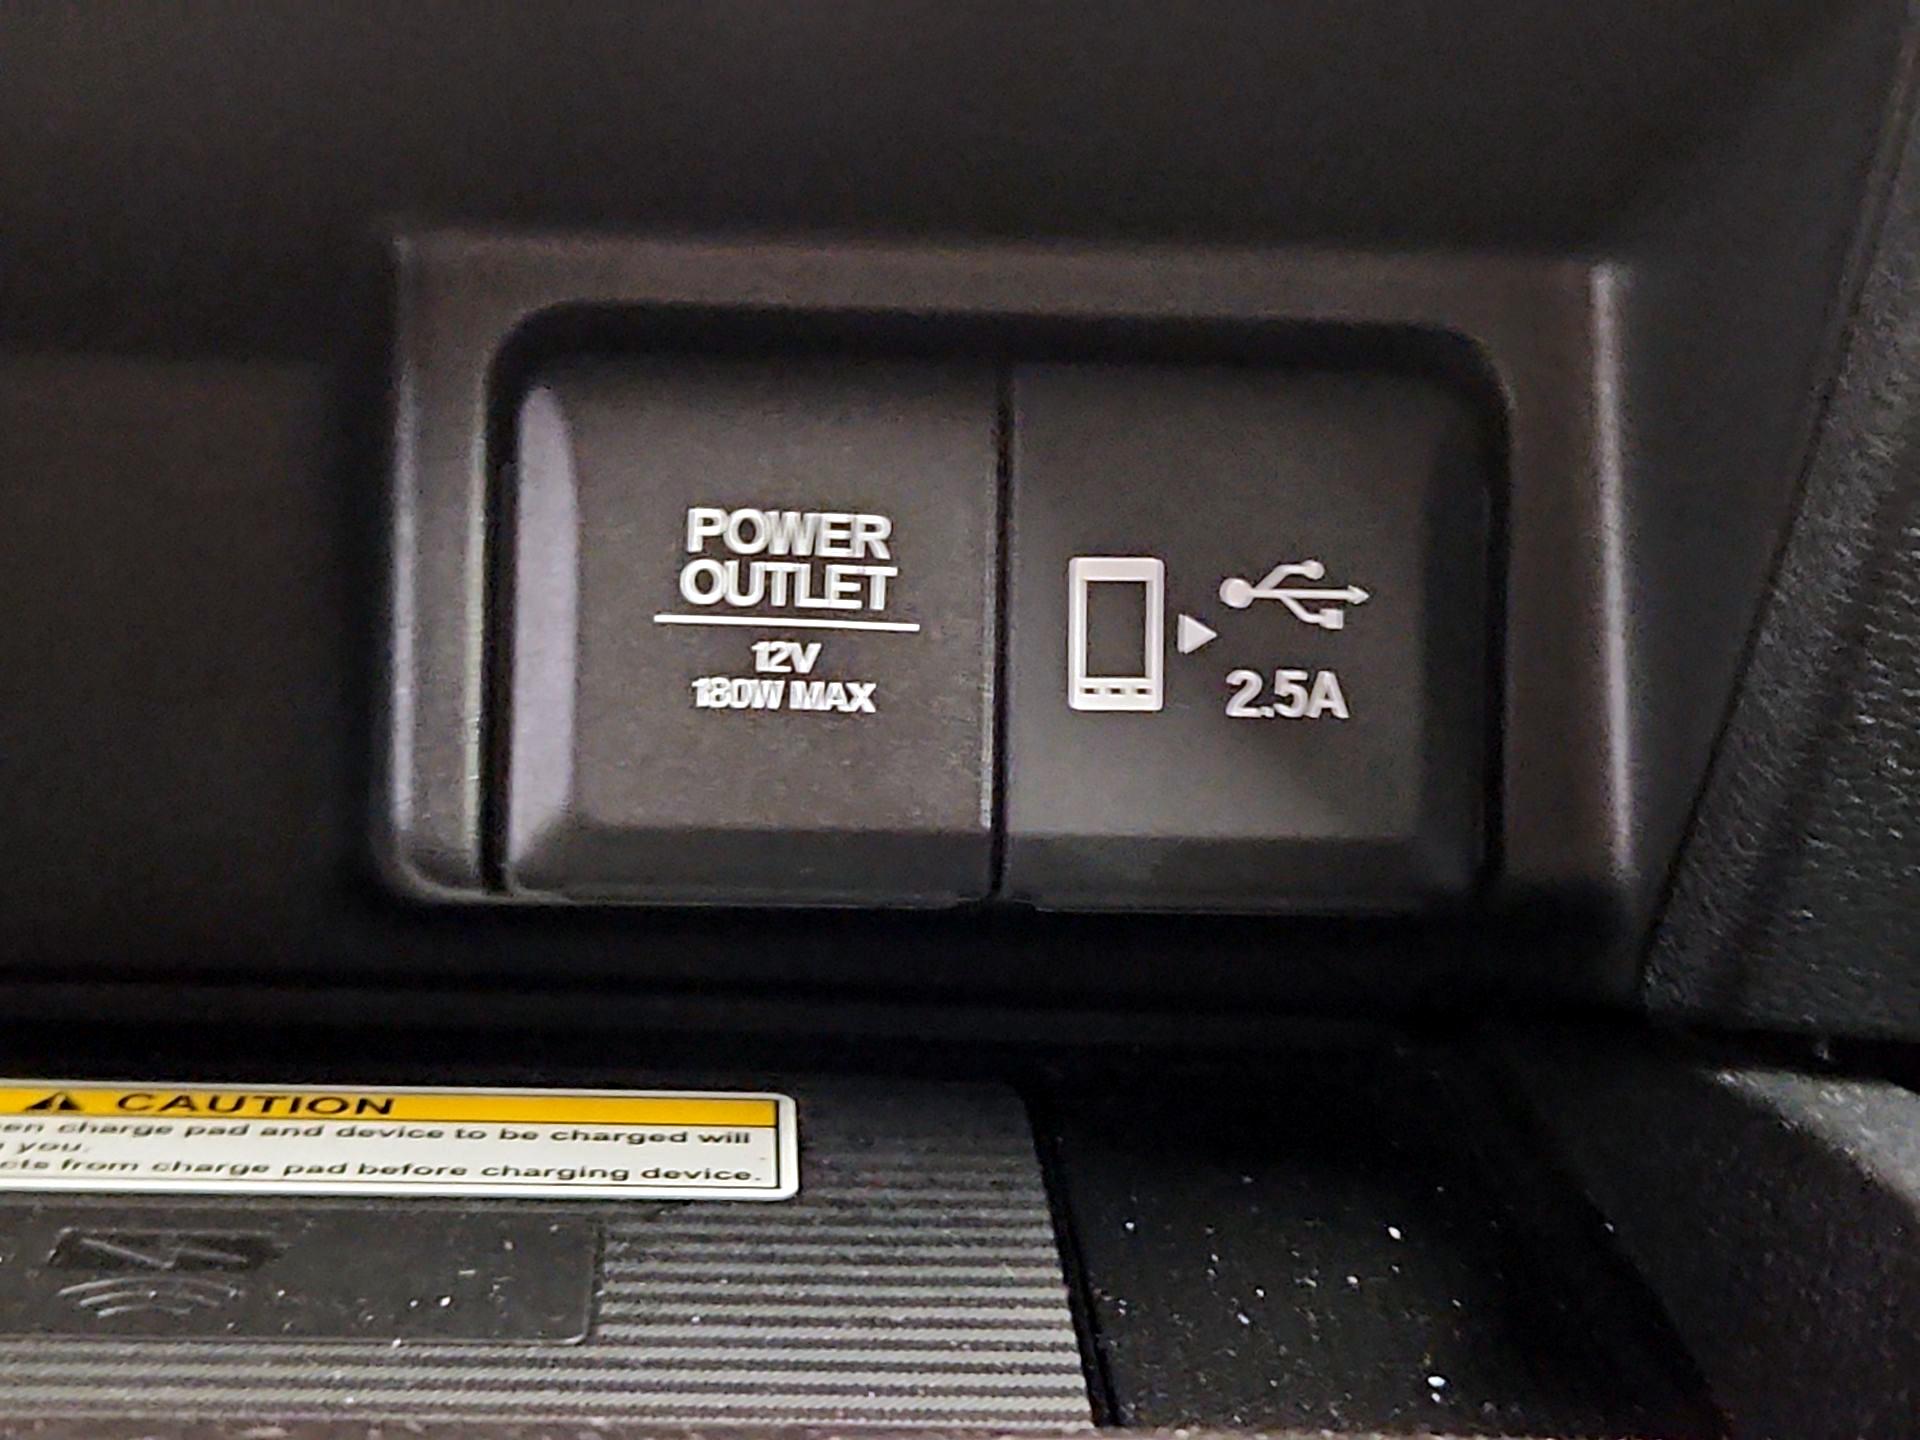 POWER
OUTLET
12V
180W MAX
2.5A
CAUTION
charge pad and device to be charged will
you.
from charge pad before charging device.